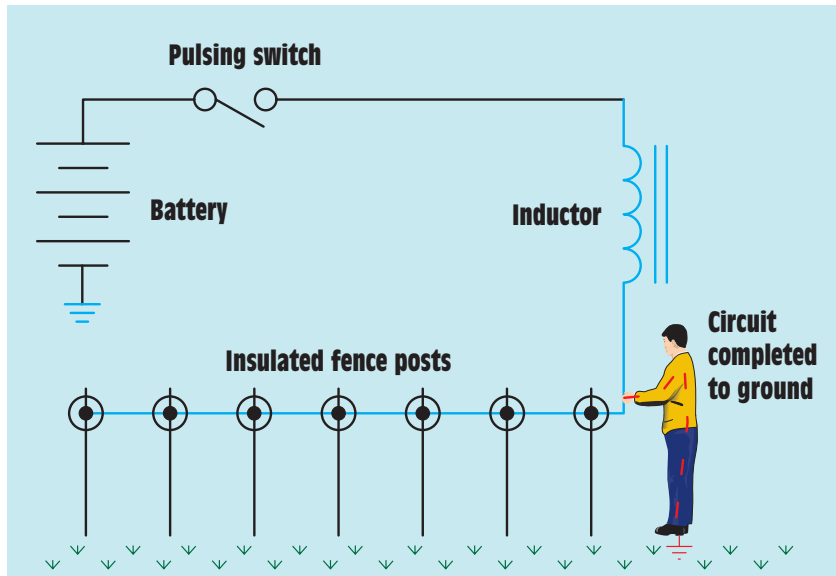 Pulsing switch
Battery
Inductor
Circuit
completed
to ground
Insulated fence posts